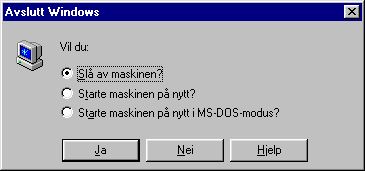 Avslutt Windows
Vil du:
Slå av maskinen?
Starte maskinen på nytt?
Starte maskinen på nytt i MS-DOS-modus?
Ja
Nei
Hjelp